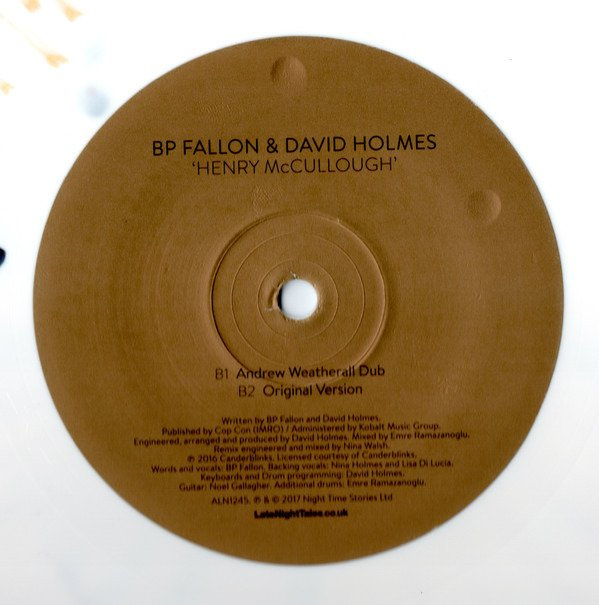 BP FALLON & DAVID HOLMES
‘HENRY McCULLOUGH’
B1 Andrew Weatherall Dub
B2 Original Version
Written by BP Fallon and David Holmes.
Published by Cop Con (IMRO) / Administered by Kobalt Music Group.
Engineered, arranged and produced by David Holmes. Mixed by Emre Ramazanoglu.
Remix engineered and mixed by Nina Walsh.
℗ 2016 Canderblinks. Licensed courtesy of Canderblinks.
Words and vocals: BP Fallon. Backing vocals: Nina Holmes and Lisa Di Lucia.
Keyboards and Drum programming: David Holmes.
Guitar: Noel Gallagher. Additional drums: Emre Ramazanoglu.
ALN1245. ℗ & © 2017 Night Time Stories Ltd
LateNightTales.co.uk